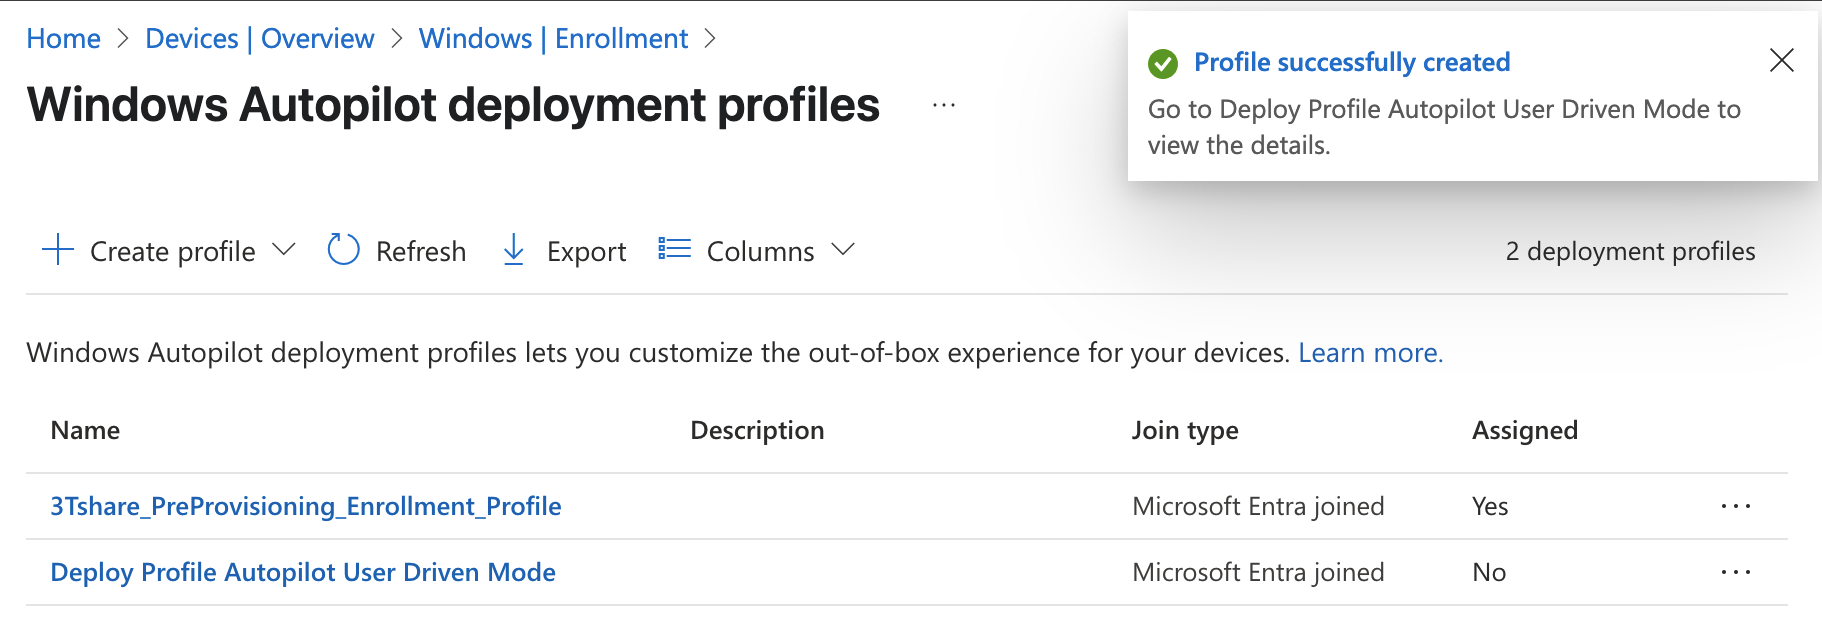 Home > Devices | Overview > Windows | Enrollment >
Windows Autopilot deployment profiles ...
Profile successfully created
Go to Deploy Profile Autopilot User Driven Mode to
view the details.
Create profile Refresh Export Columns 2 deployment profiles
Windows Autopilot deployment profiles lets you customize the out-of-box experience for your devices. Learn more.
Name Description Join type Assigned
3Tshare_PreProvisioning_Enrollment_Profile Microsoft Entra joined Yes ...
Deploy Profile Autopilot User Driven Mode Microsoft Entra joined No ...